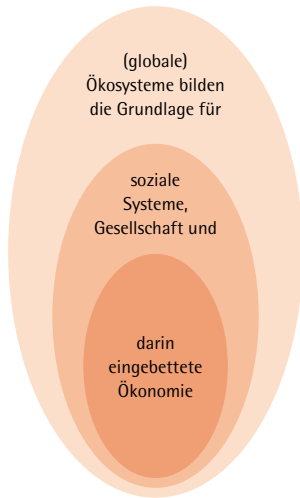 (globale)
Ökosysteme bilden
die Grundlage für
soziale
Systeme,
Gesellschaft und
darin
eingebettete
Ökonomie